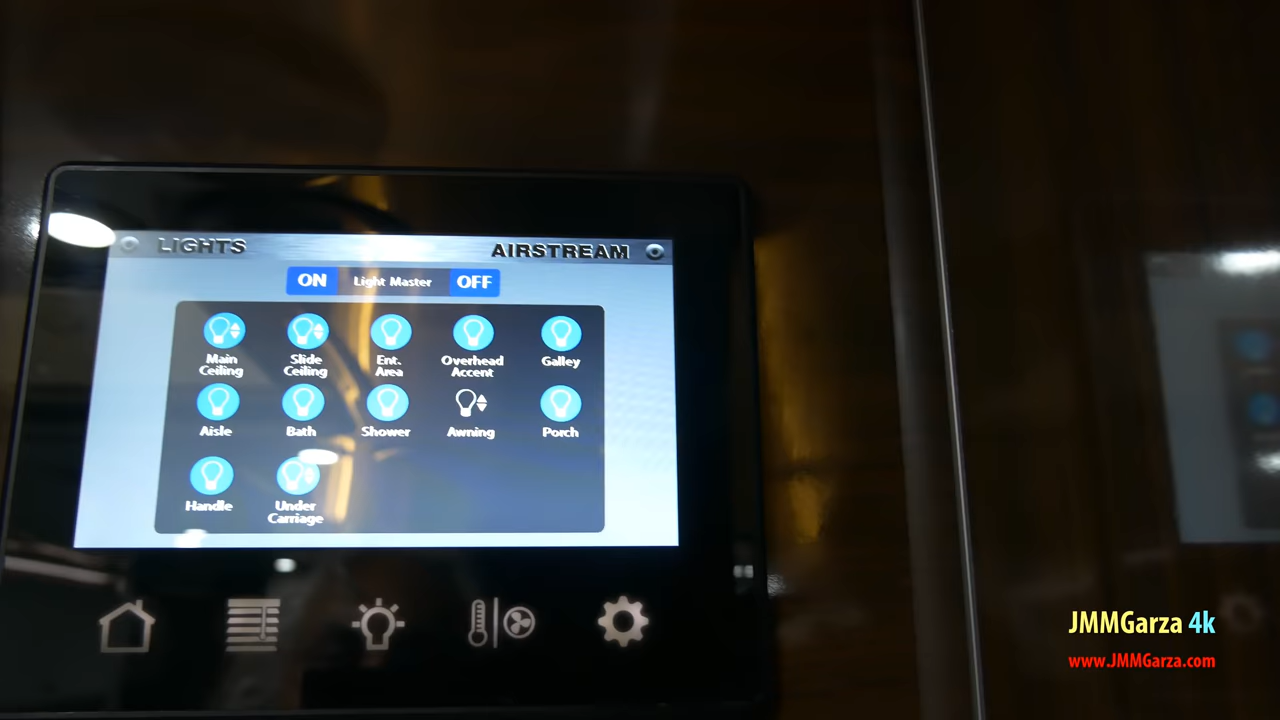 LIGHTS
AIRSTREAM
ON
Light Master
OFF
Main
Ceiling
Slide
Ceiling
Ent.
Area
Overhead
Accent
Galley
Aisle
Bath
Shower
Awning
Porch
Handle
Under
Carriage
JMMGarza 4k
www.JMMGarza.com